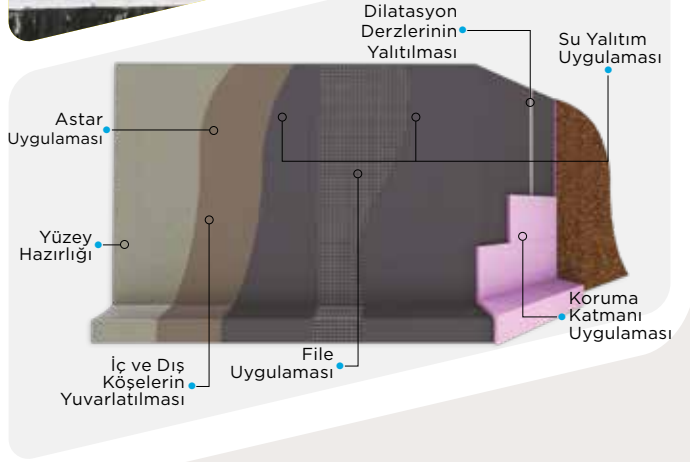 Dilatasyon
Derzlerinin
Yalıtılması
Su Yalıtım
Uygulaması
Astar
Uygulaması
Yüzey
Hazırlığı
Koruma
Katmanı
Uygulaması
File
Uygulaması
İç ve Dış
Köşelerin
Yuvarlatılması